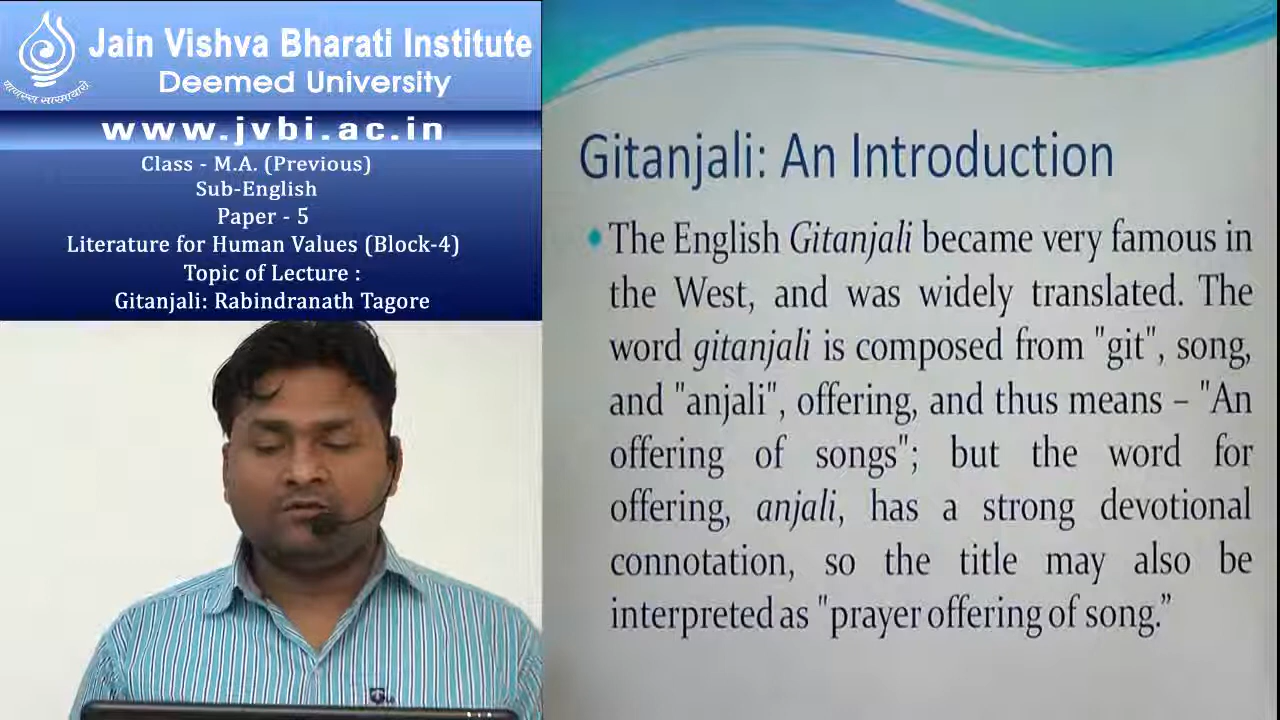 Jain Vishva Bharati Institute
Deemed University
णाणस्स सारमायारो
www.jvbi.ac.in
Class - M.A. (Previous)
Sub-English
Paper - 5
Literature for Human Values (Block-4)
Topic of Lecture :
Gitanjali: Rabindranath Tagore
Gitanjali: An Introduction
• The English Gitanjali became very famous in
the West, and was widely translated. The
word gitanjali is composed from "git", song,
and "anjali", offering, and thus means – "An
offering of songs"; but the word for
offering, anjali, has a strong devotional
connotation, so the title may also be
interpreted as "prayer offering of song.”